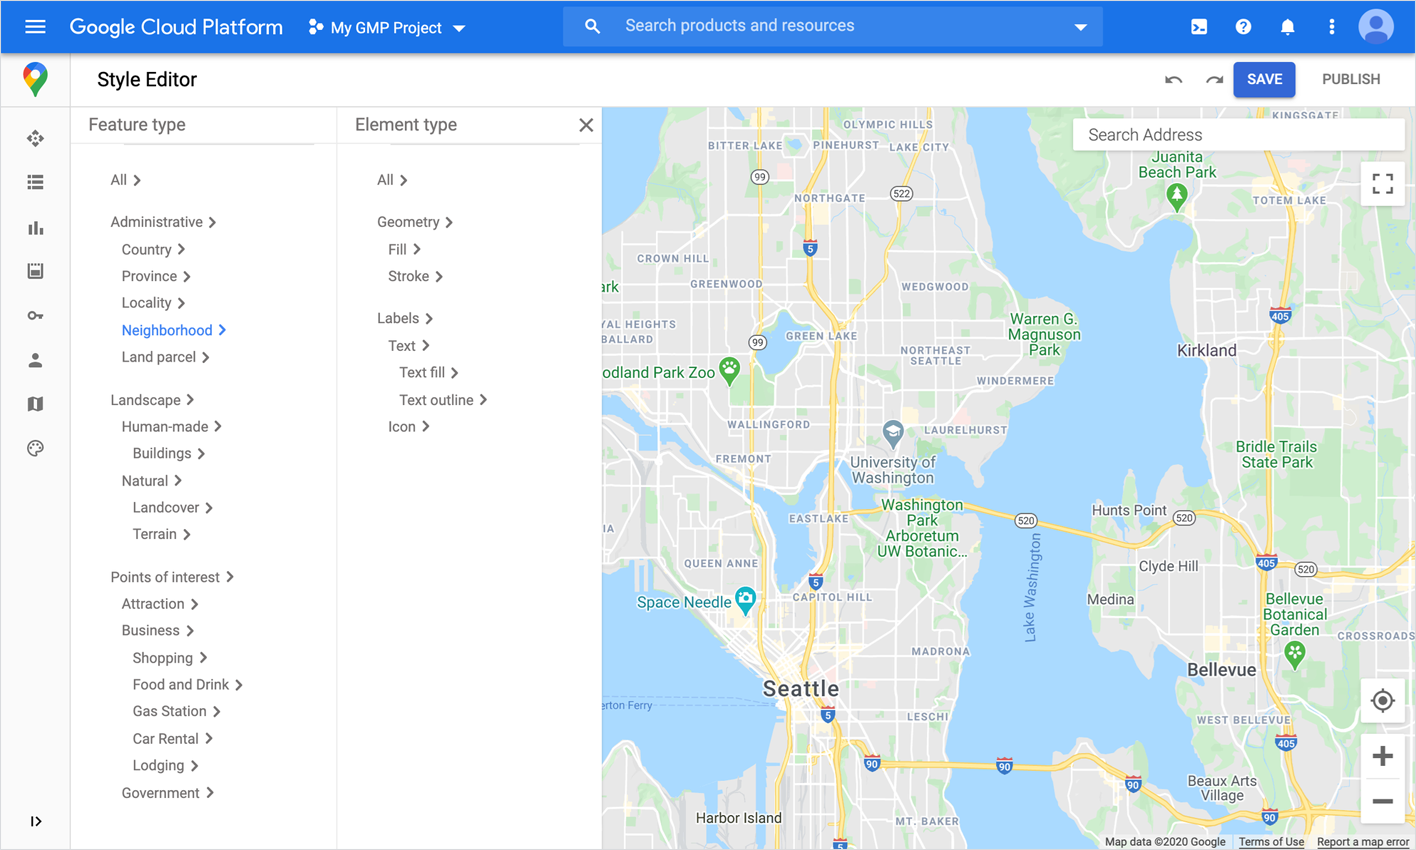 Google Cloud Platform
My GMP Project
Search products and resources
Style Editor
SAVE
PUBLISH
Feature type
All
Administrative
Country
Province
Locality
Neighborhood
Land parcel
Landscape
Human-made
Buildings
Natural
Landcover
Terrain
Points of interest
Attraction
Business
Shopping
Food and Drink
Gas Station
Car Rental
Lodging
Government
Element type
All
Geometry
Fill
Stroke
Labels
Text
Text fill
Text outline
Icon
Search Address
KINGSGATE
OLYMPIC HILLS
BITTER LAKE
PINEHURST
LAKE CITY
Juanita
Beach Park
99
522
NORTHGATE
TOTEM LAKE
5
CROWN HILL
GREENWOOD
WEDGWOOD
ark
405
YAL HEIGHTS
BALLARD
Warren G.
Magnuson
Park
99
GREEN LAKE
NORTHEAST
SEATTLE
Kirkland
odland Park Zoo
WINDERMERE
WALLINGFORD
LAURELHURST
FREMONT
University of
Washington
Bridle Trails
State Park
Washington
Park
Arboretum
UW Botanic...
IA
EASTLAKE
520
Hunts Point
520
QUEEN ANNE
Lake Washington
Clyde Hill
405
520
5
CAPITOL HILL
Space Needle
Medina
Bellevue
Botanical
Garden
CROSSROADS
MADRONA
Bellevue
Seattle
erton Ferry
5
LESCHI
WEST BELLEVUE
405
90
90
90
Beaux Arts
Village
Harbor Island
MT. BAKER
90
5
Map data ©2020 Google
Terms of Use
Report a map error